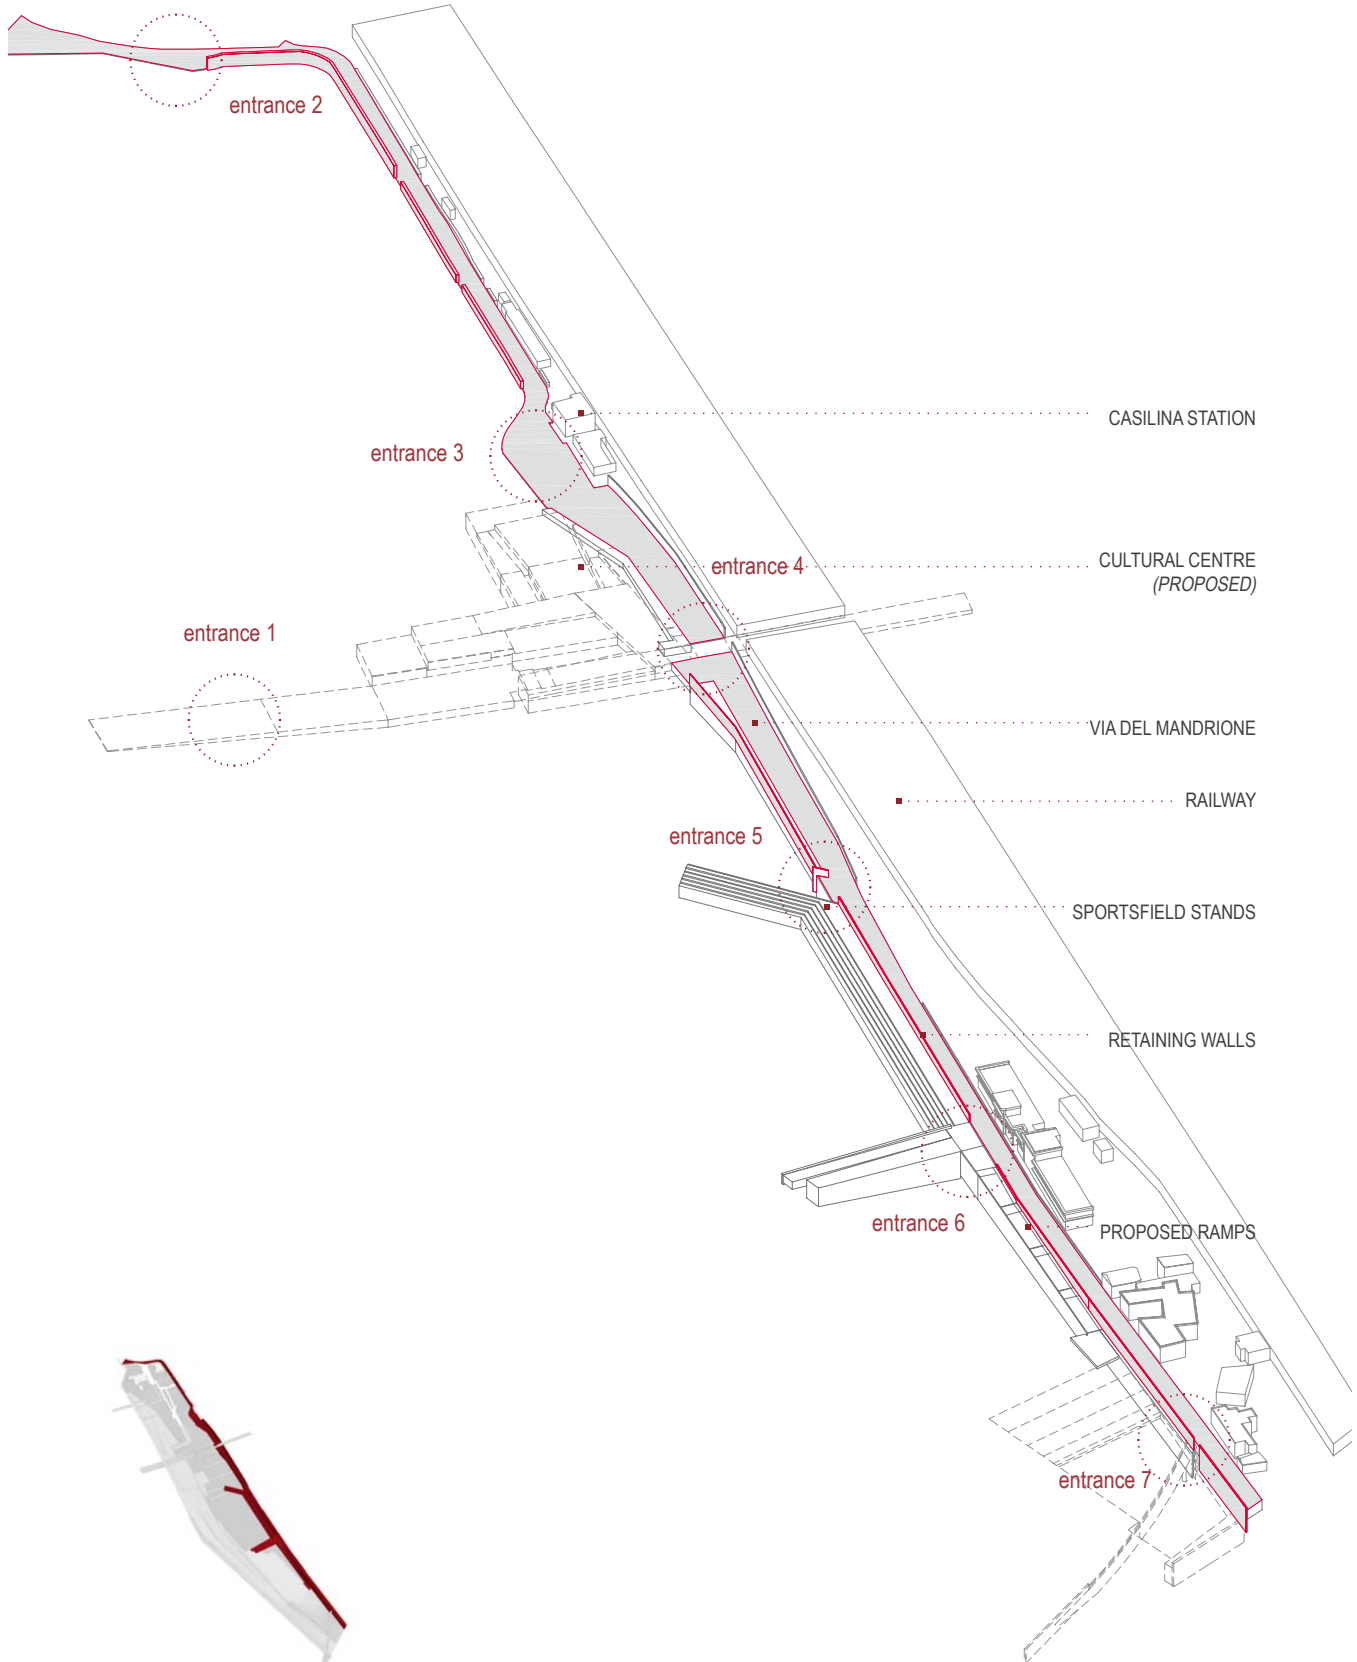 entrance 2
CASILINA STATION
entrance 3
entrance 4
CULTURAL CENTRE
(PROPOSED)
entrance 1
VIA DEL MANDRIONE
RAILWAY
entrance 5
SPORTSFIELD STANDS
RETAINING WALLS
entrance 6
PROPOSED RAMPS
entrance 7